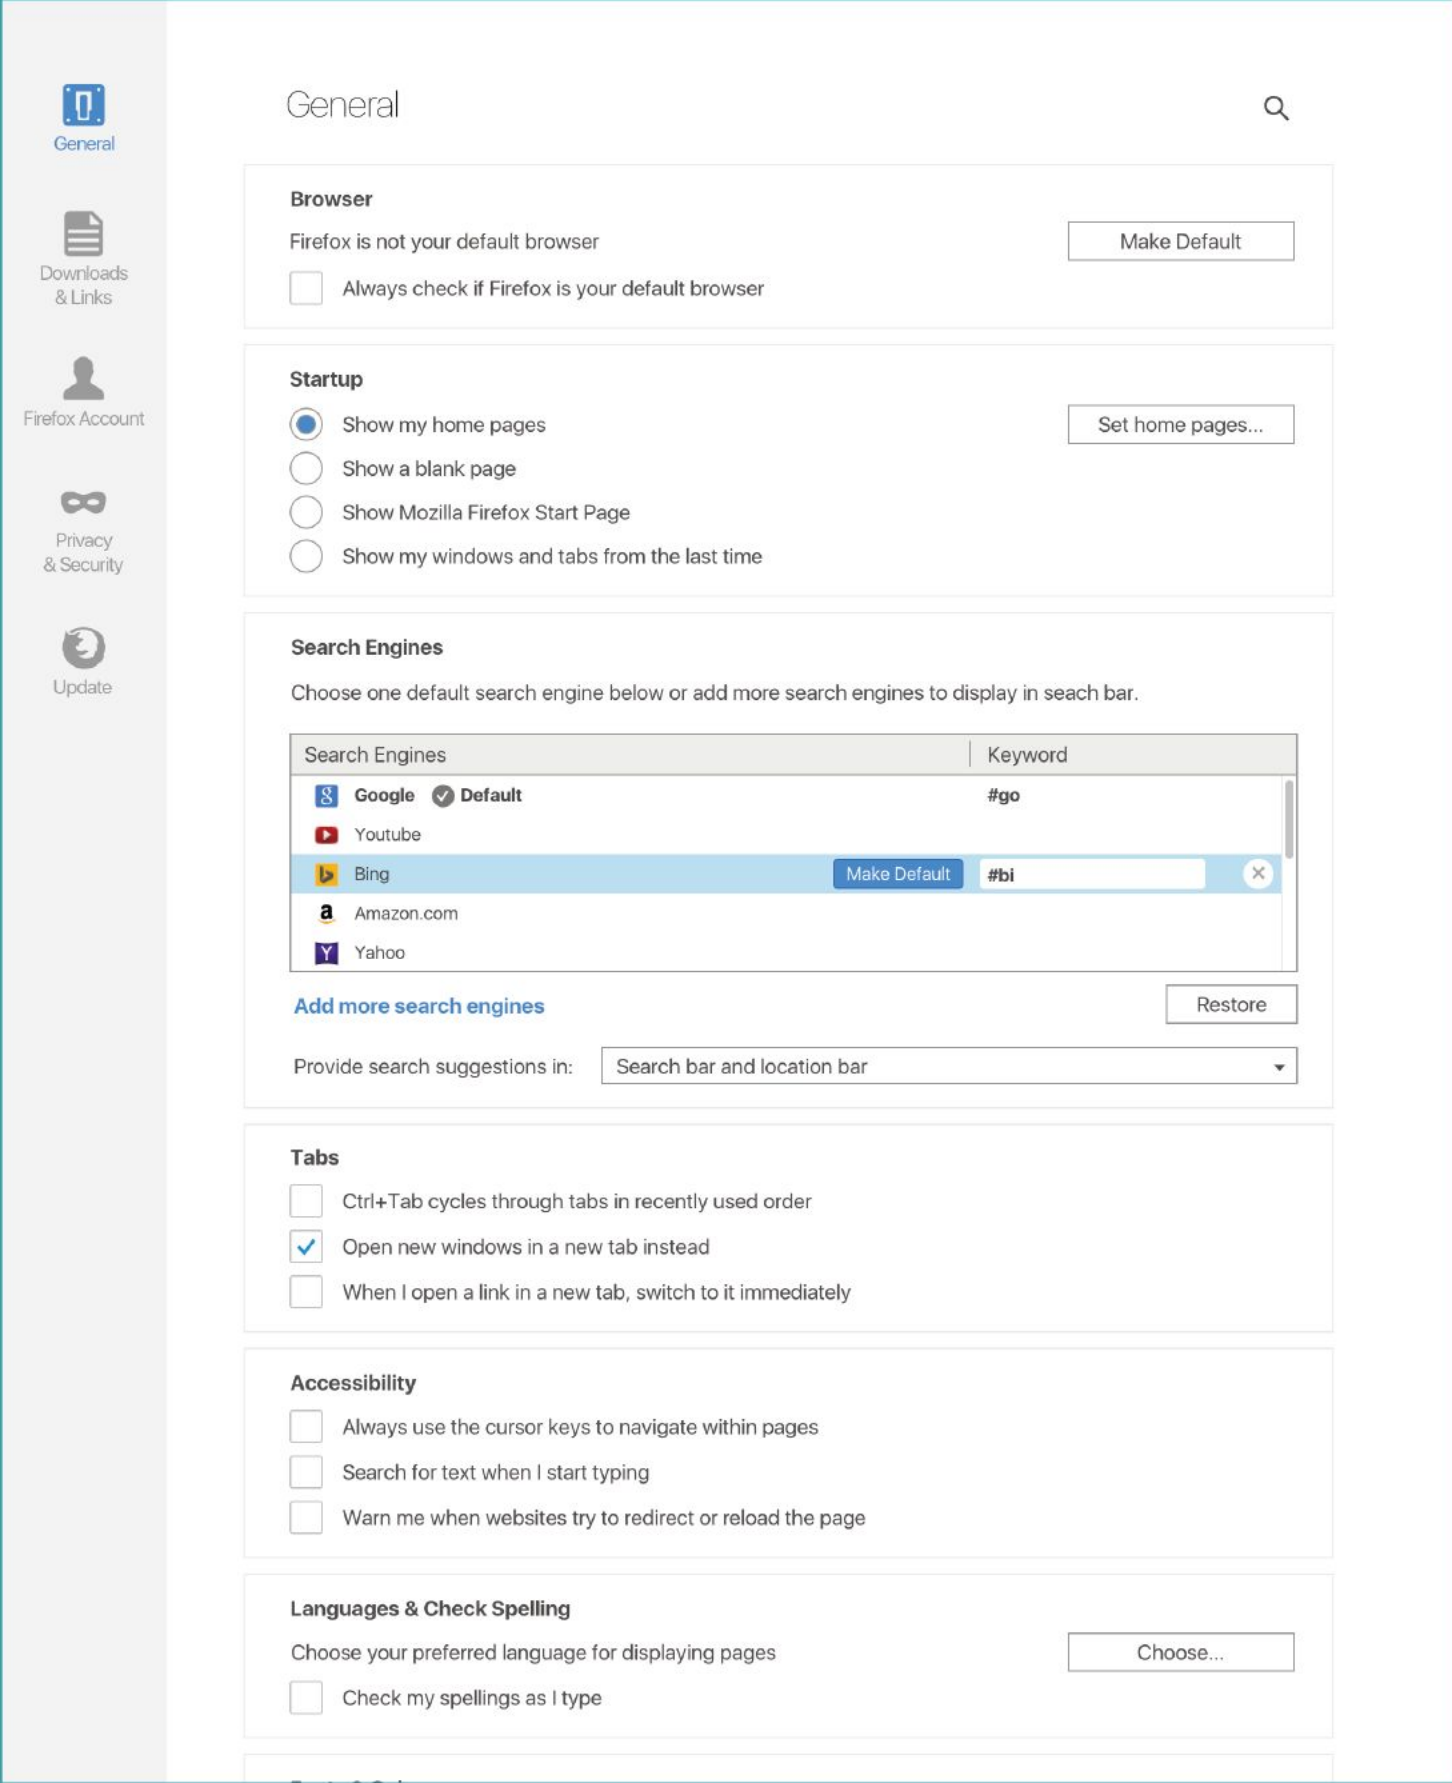 General
Downloads
& Links
Firefox Account
Privacy
& Security
Update
General
Browser
Firefox is not your default browser
Make Default
Always check if Firefox is your default browser
Startup
Show my home pages
Set home pages...
Show a blank page
Show Mozilla Firefox Start Page
Show my windows and tabs from the last time
Search Engines
Choose one default search engine below or add more search engines to display in seach bar.
Search Engines Keyword
Google Default #go
Youtube
Bing Make Default #bi
Amazon.com
Yahoo
Add more search engines
Restore
Provide search suggestions in: Search bar and location bar
Tabs
Ctrl+Tab cycles through tabs in recently used order
Open new windows in a new tab instead
When I open a link in a new tab, switch to it immediately
Accessibility
Always use the cursor keys to navigate within pages
Search for text when I start typing
Warn me when websites try to redirect or reload the page
Languages & Check Spelling
Choose your preferred language for displaying pages
Choose...
Check my spellings as I type